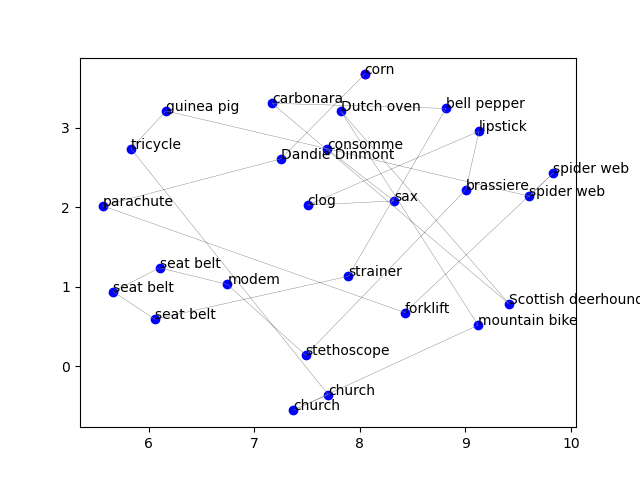 corn
carbonara
Dutch oven
bell pepper
guinea pig
lipstick
3
tricycle
consomme
Dandie Dinmont
spider web
brassiere
spider web
parachute
clog
sax
2
seat belt
strainer
modem
seat belt
1
Scottish deerhound
forklift
seat belt
mountain bike
stethoscope
0
church
church
6
7
8
9
10